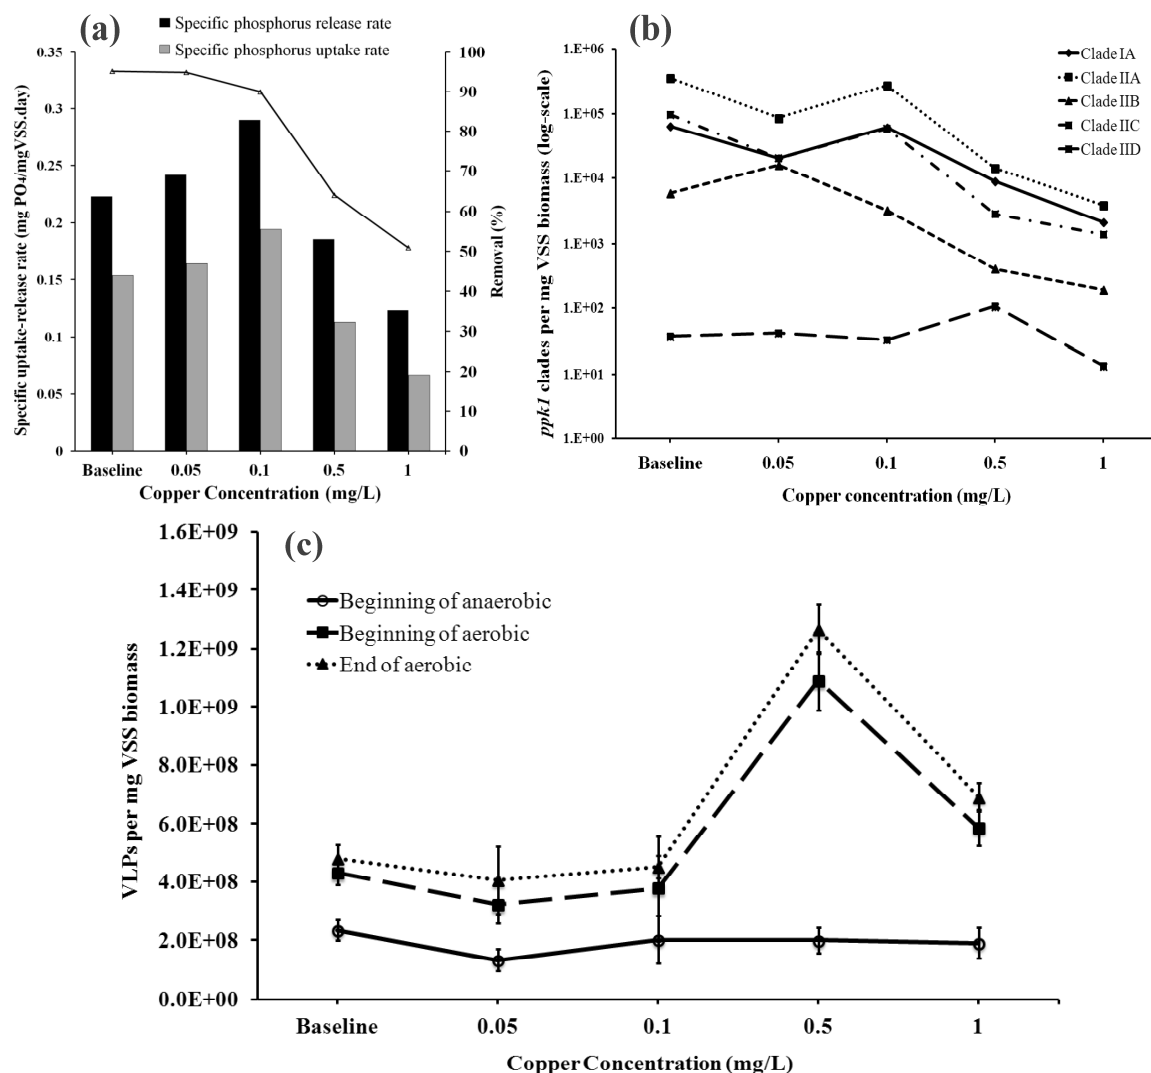 (a)
Specific phosphorus release rate
Specific phosphorus uptake rate
Specific uptake-release rate (mg PO4/mgVSS.day)
0.35
0.3
0.25
0.2
0.15
0.1
0.05
0
100
90
80
70
60
50
40
30
20
10
0
Removal (%)
Baseline 0.05 0.1 0.5 1
Copper Concentration (mg/L)
(b)
ppk1 clades per mg VSS biomass (log-scale)
1.E+06
1.E+05
1.E+04
1.E+03
1.E+02
1.E+01
1.E+00
Clade IA
Clade IIA
Clade IIB
Clade IIC
Clade IID
Baseline 0.05 0.1 0.5 1
Copper concentration (mg/L)
(c)
VLPs per mg VSS biomass
1.6E+09
1.4E+09
1.2E+09
1.0E+09
8.0E+08
6.0E+08
4.0E+08
2.0E+08
0.0E+00
Beginning of anaerobic
Beginning of aerobic
End of aerobic
Baseline 0.05 0.1 0.5 1
Copper Concentration (mg/L)